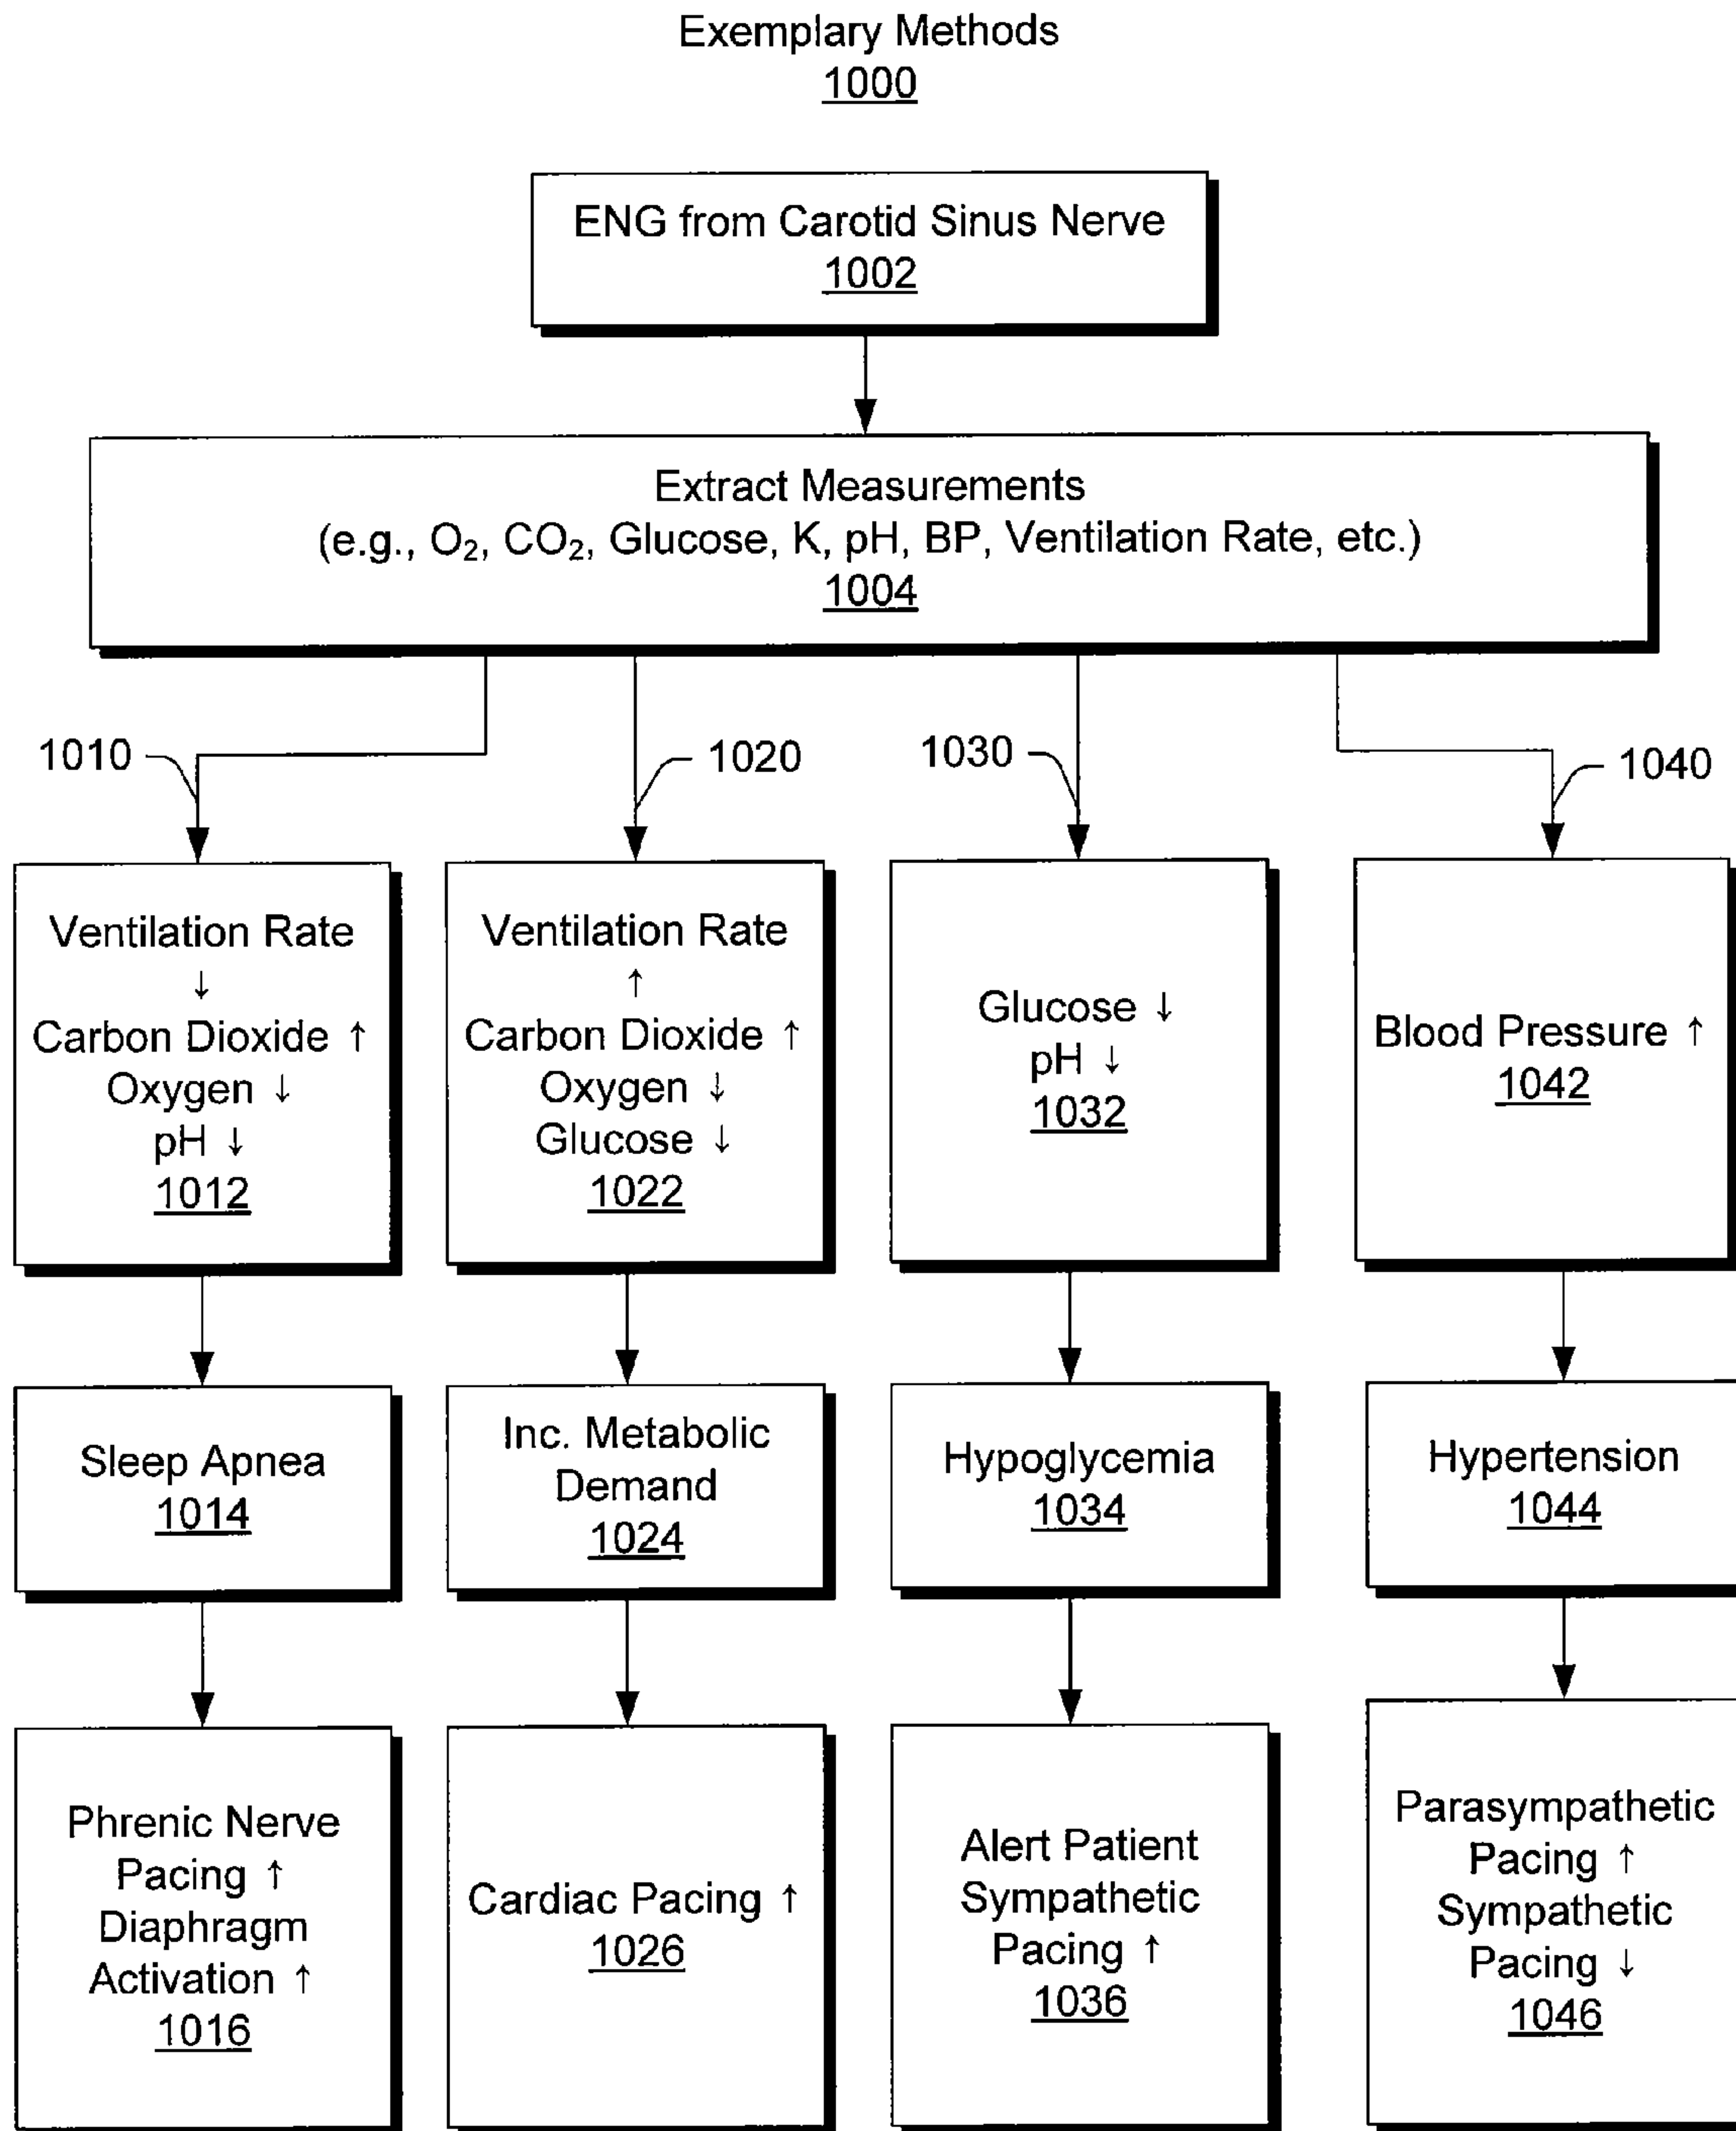 Exemplary Methods
1000
ENG from Carotid Sinus Nerve
1002
Extract Measurements
(e.g., O₂, CO₂, Glucose, K, pH, BP, Ventilation Rate, etc.)
1004
1010
1020
1030
1040
Ventilation Rate
↓
Carbon Dioxide ↑
Oxygen ↓
pH ↓
1012
Ventilation Rate
↑
Carbon Dioxide ↑
Oxygen ↓
Glucose ↓
1022
Glucose ↓
pH ↓
1032
Blood Pressure ↑
1042
Sleep Apnea
1014
Inc. Metabolic
Demand
1024
Hypoglycemia
1034
Hypertension
1044
Phrenic Nerve
Pacing ↑
Diaphragm
Activation ↑
1016
Cardiac Pacing ↑
1026
Alert Patient
Sympathetic
Pacing ↑
1036
Parasympathetic
Pacing ↑
Sympathetic
Pacing ↓
1046